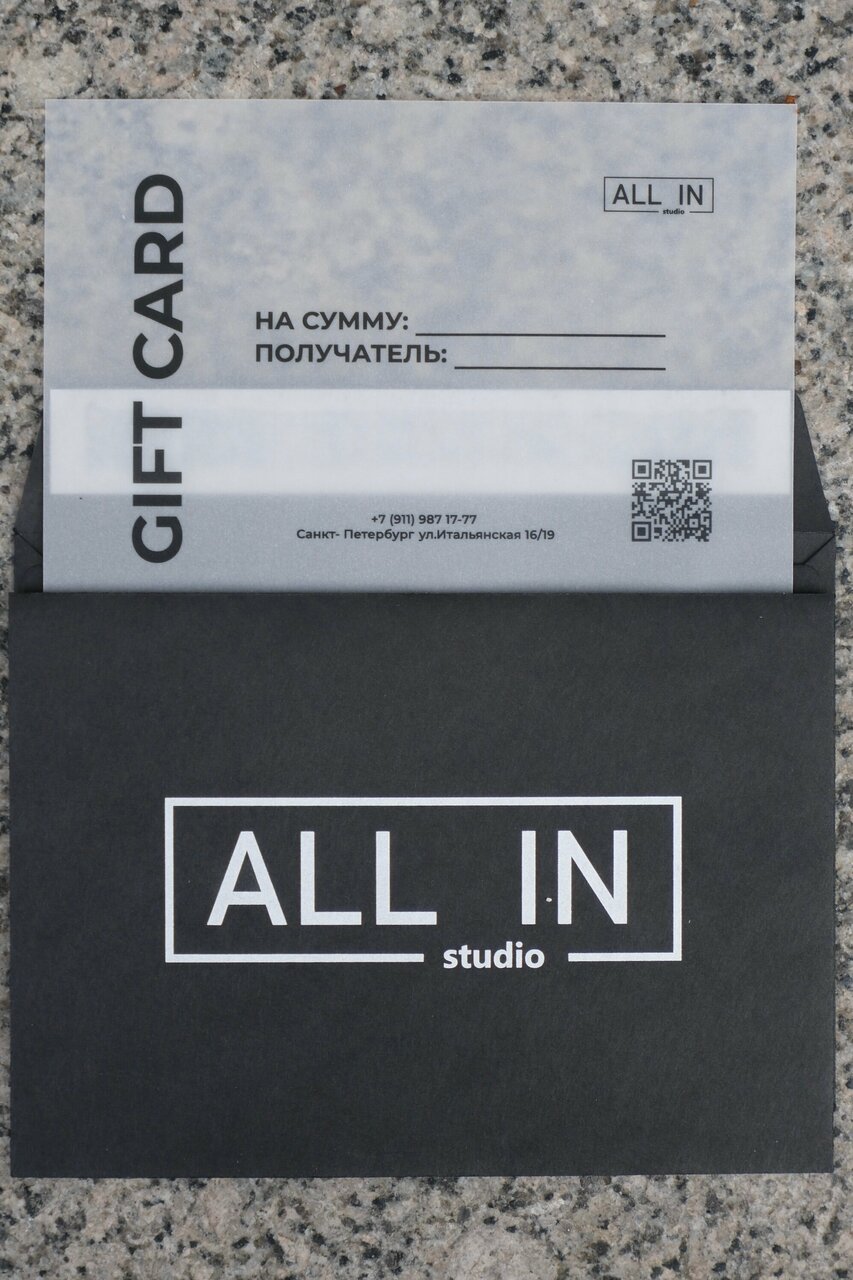 GIFT CARD
ALL IN
studio
НА СУММУ:
ПОЛУЧАТЕЛЬ:
+7 (911) 987 17-77
Санкт- Петербург ул.Итальянская 16/19
ALL IN
studio